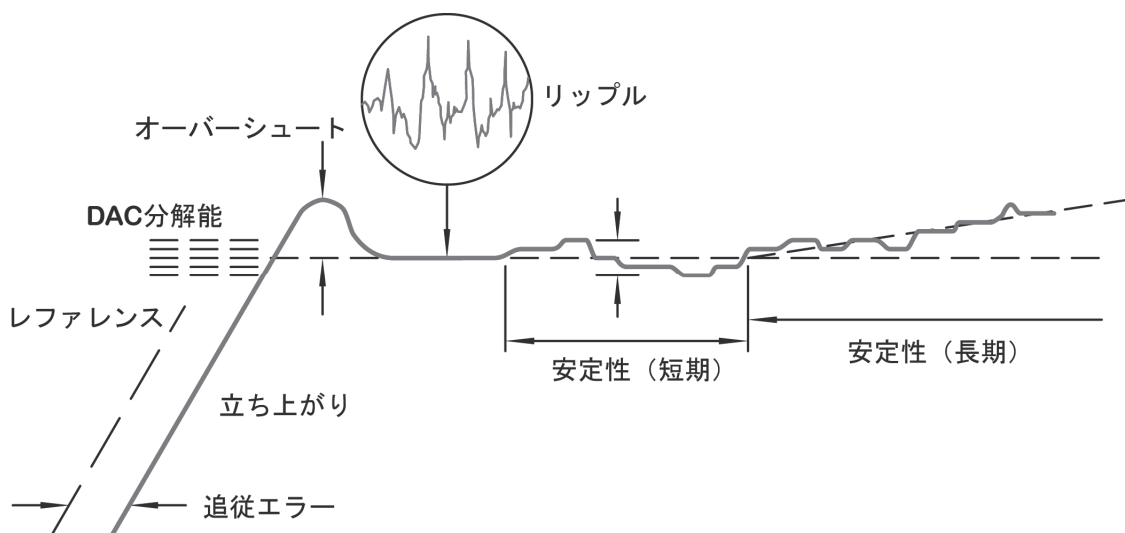 リップル
オーバーシュート
DAC分解能
レファレンス
安定性（短期）
安定性（長期）
立ち上がり
追従エラー